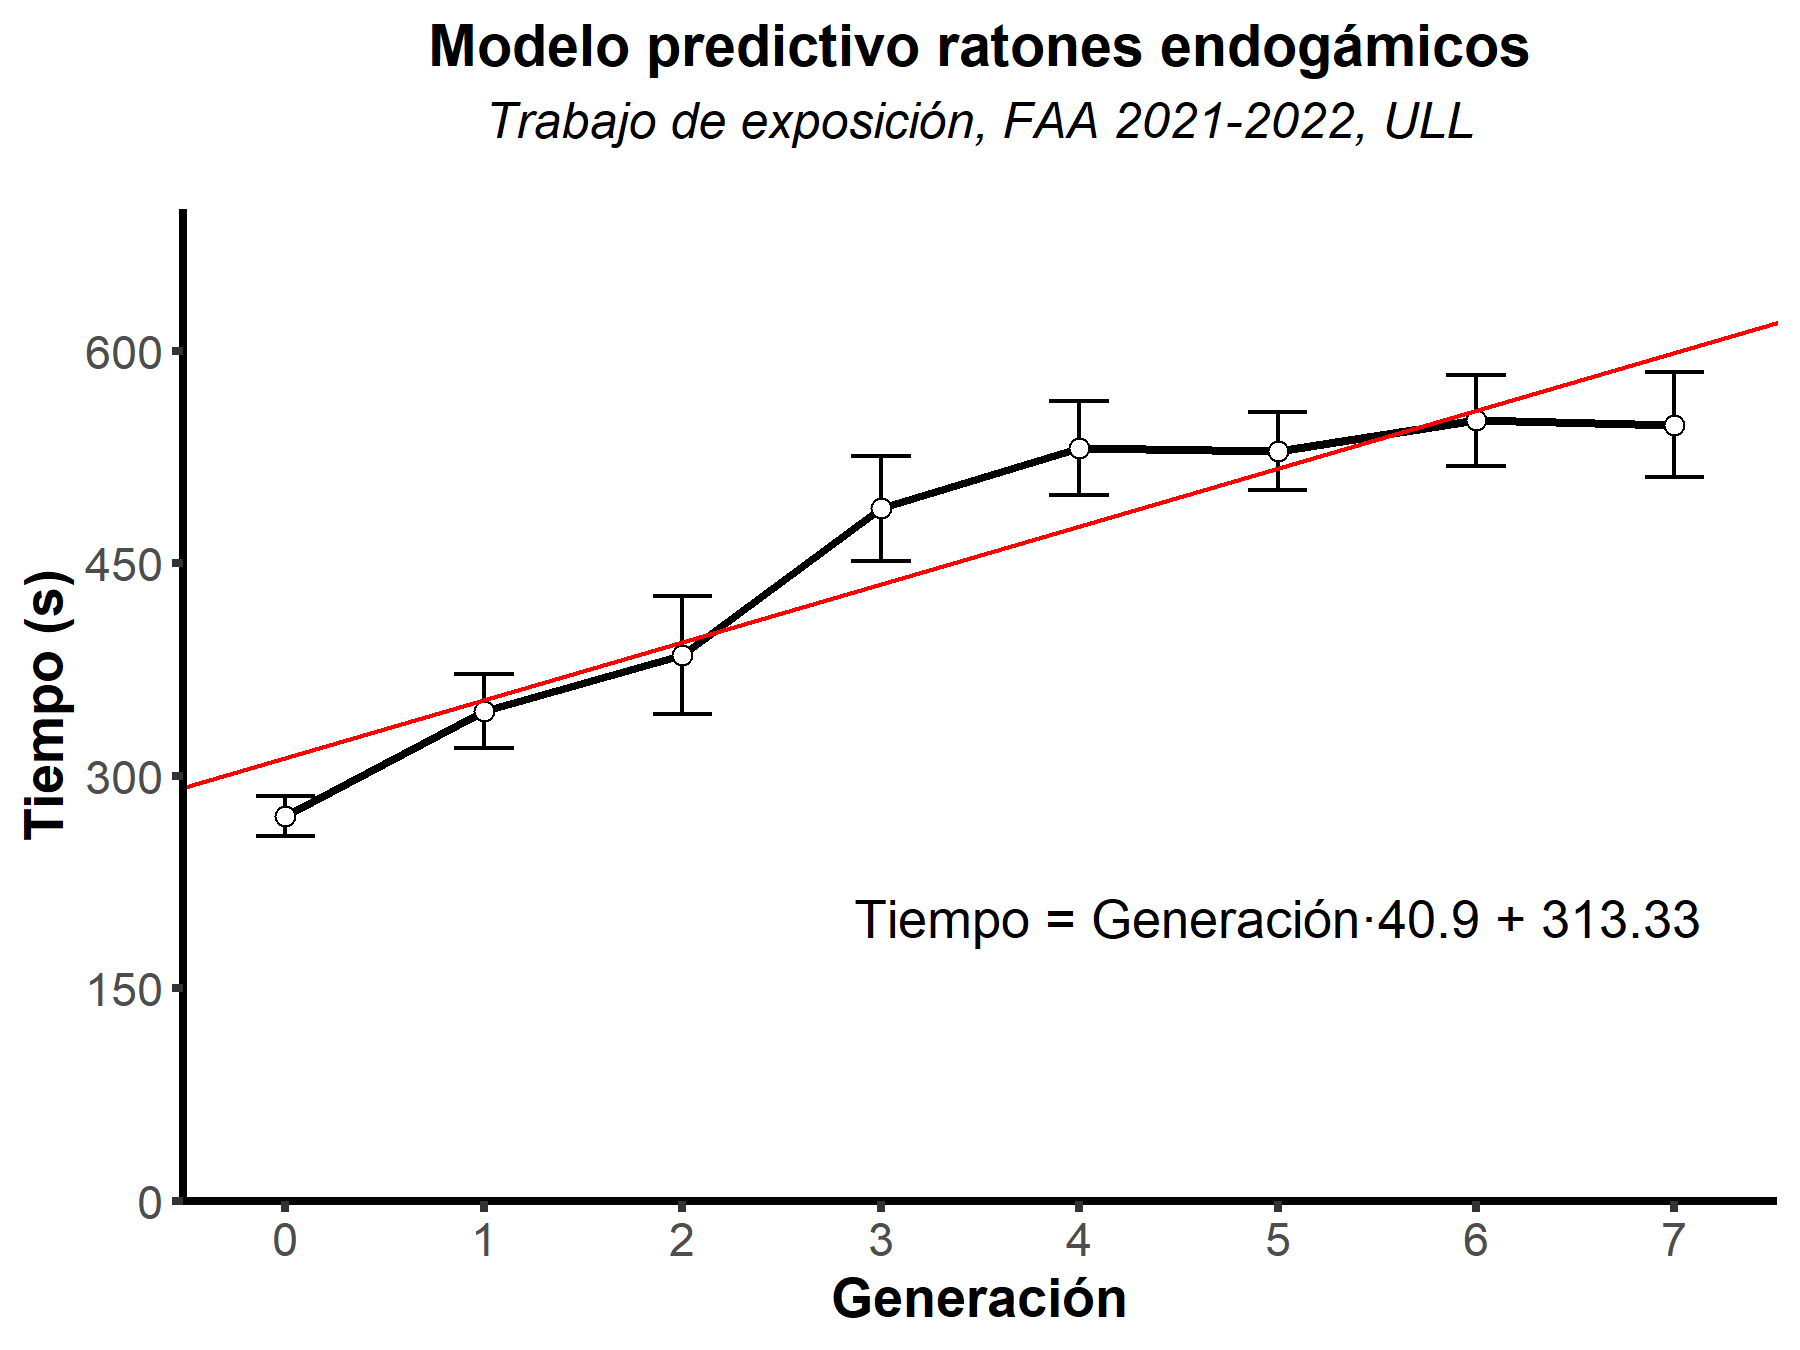 Modelo predictivo ratones endogámicos
Trabajo de exposición, FAA 2021-2022, ULL
Tiempo (s)
600
450
300
150
0
Tiempo = Generación·40.9 + 313.33
0 1 2 3 4 5 6 7
Generación